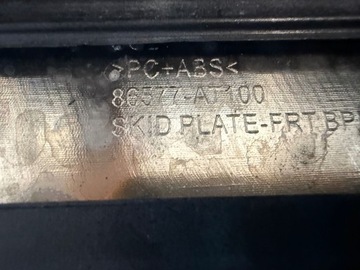 >PC+ABS<
86577-AT100
SKID PLATE-FRT BP